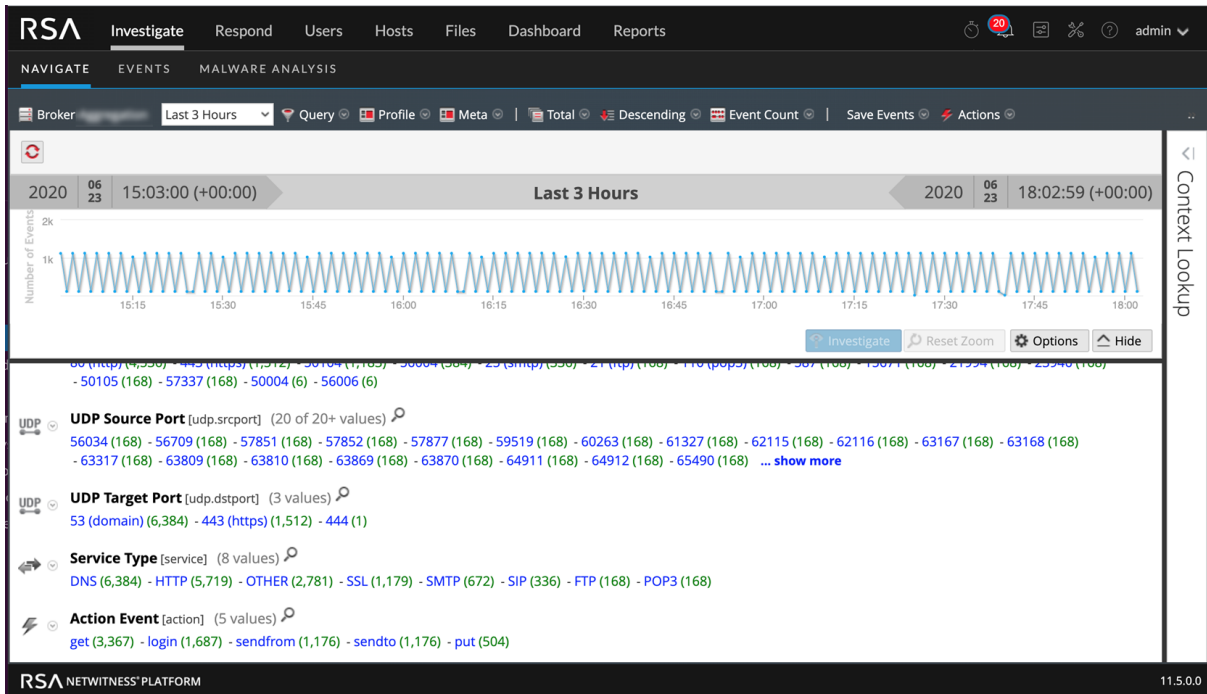 RSA Investigate Respond Users Hosts Files Dashboard Reports 20 admin
NAVIGATE EVENTS MALWARE ANALYSIS
Broker Last 3 Hours Query Profile Meta | Total Descending Event Count | Save Events Actions
2020 06 23 15:03:00 (+00:00) Last 3 Hours 2020 06 23 18:02:59 (+00:00)
Context Lookup
Number of Events
2k
1k
15:15 15:30 15:45 16:00 16:15 16:30 16:45 17:00 17:15 17:30 17:45 18:00
Investigate Reset Zoom Options Hide
- 50105 (168) - 57337 (168) - 50004 (6) - 56006 (6)
UDP UDP Source Port [udp.srcport] (20 of 20+ values)
56034 (168) - 56709 (168) - 57851 (168) - 57852 (168) - 57877 (168) - 59519 (168) - 60263 (168) - 61327 (168) - 62115 (168) - 62116 (168) - 63167 (168) - 63168 (168)
- 63317 (168) - 63809 (168) - 63810 (168) - 63869 (168) - 63870 (168) - 64911 (168) - 64912 (168) - 65490 (168) ... show more
UDP UDP Target Port [udp.dstport] (3 values)
53 (domain) (6,384) - 443 (https) (1,512) - 444 (1)
Service Type [service] (8 values)
DNS (6,384) - HTTP (5,719) - OTHER (2,781) - SSL (1,179) - SMTP (672) - SIP (336) - FTP (168) - POP3 (168)
Action Event [action] (5 values)
get (3,367) - login (1,687) - sendfrom (1,176) - sendto (1,176) - put (504)
RSA NETWITNESS® PLATFORM 11.5.0.0